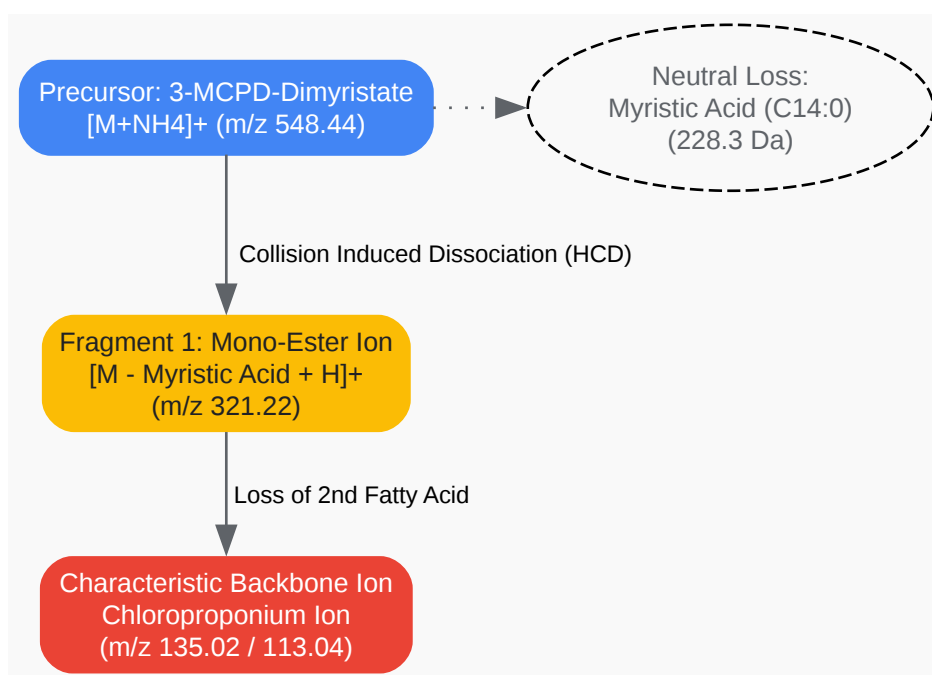 Precursor: 3-MCPD-Dimyristate
[M+NH4]+ (m/z 548.44)
Neutral Loss:
Myristic Acid (C14:0)
(228.3 Da)
Collision Induced Dissociation (HCD)
Fragment 1: Mono-Ester Ion
[M - Myristic Acid + H]+
(m/z 321.22)
Loss of 2nd Fatty Acid
Characteristic Backbone Ion
Chloroproponium Ion
(m/z 135.02 / 113.04)